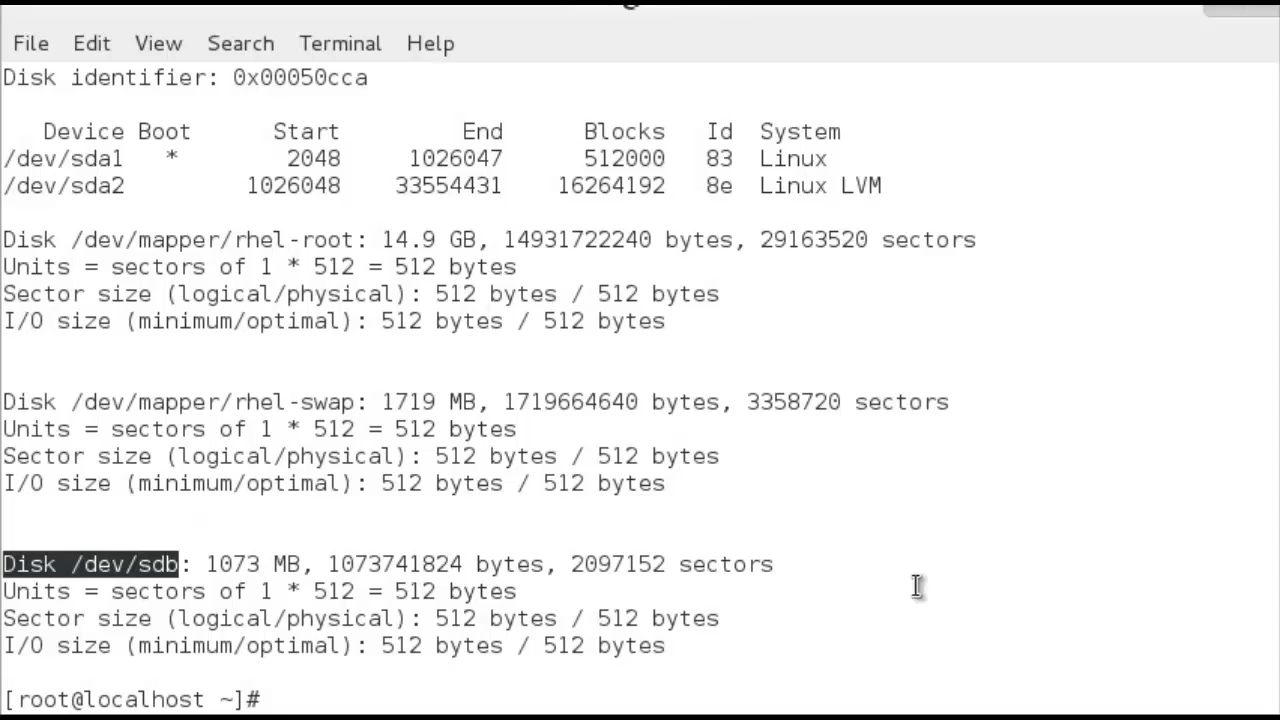 File Edit View Search Terminal Help
Disk identifier: 0x00050cca
Device Boot Start End Blocks Id System
/dev/sda1 * 2048 1026047 512000 83 Linux
/dev/sda2 1026048 33554431 16264192 8e Linux LVM
Disk /dev/mapper/rhel-root: 14.9 GB, 14931722240 bytes, 29163520 sectors
Units = sectors of 1 * 512 = 512 bytes
Sector size (logical/physical): 512 bytes / 512 bytes
I/O size (minimum/optimal): 512 bytes / 512 bytes
Disk /dev/mapper/rhel-swap: 1719 MB, 1719664640 bytes, 3358720 sectors
Units = sectors of 1 * 512 = 512 bytes
Sector size (logical/physical): 512 bytes / 512 bytes
I/O size (minimum/optimal): 512 bytes / 512 bytes
Disk /dev/sdb: 1073 MB, 1073741824 bytes, 2097152 sectors
Units = sectors of 1 * 512 = 512 bytes
Sector size (logical/physical): 512 bytes / 512 bytes
I/O size (minimum/optimal): 512 bytes / 512 bytes
[root@localhost ~]#